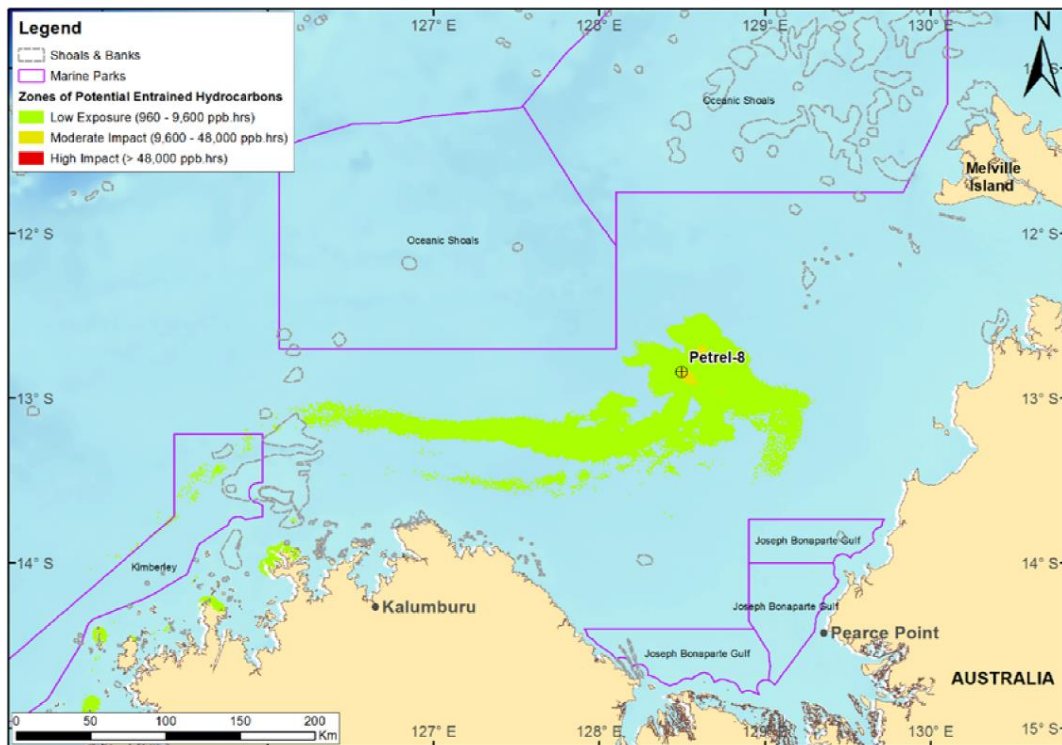 Legend
Shoals & Banks
Marine Parks
Zones of Potential Entrained Hydrocarbons
Low Exposure (960 - 9,600 ppb.hrs)
Moderate Impact (9,600 - 48,000 ppb.hrs)
High Impact (> 48,000 ppb.hrs)
127° E
128° E
129° E
130° E
N
Oceanic Shoals
Melville
Island
12° S
12° S
Oceanic Shoals
Petrel-8
13° S
13° S
Joseph Bonaparte Gulf
14° S
Kimberley
14° S
Kalumburu
Joseph Bonaparte Gulf
Pearce Point
Joseph Bonaparte Gulf
AUSTRALIA
0 50 100 150 200
Km
127° E
128° E
129° E
130° E
15° S